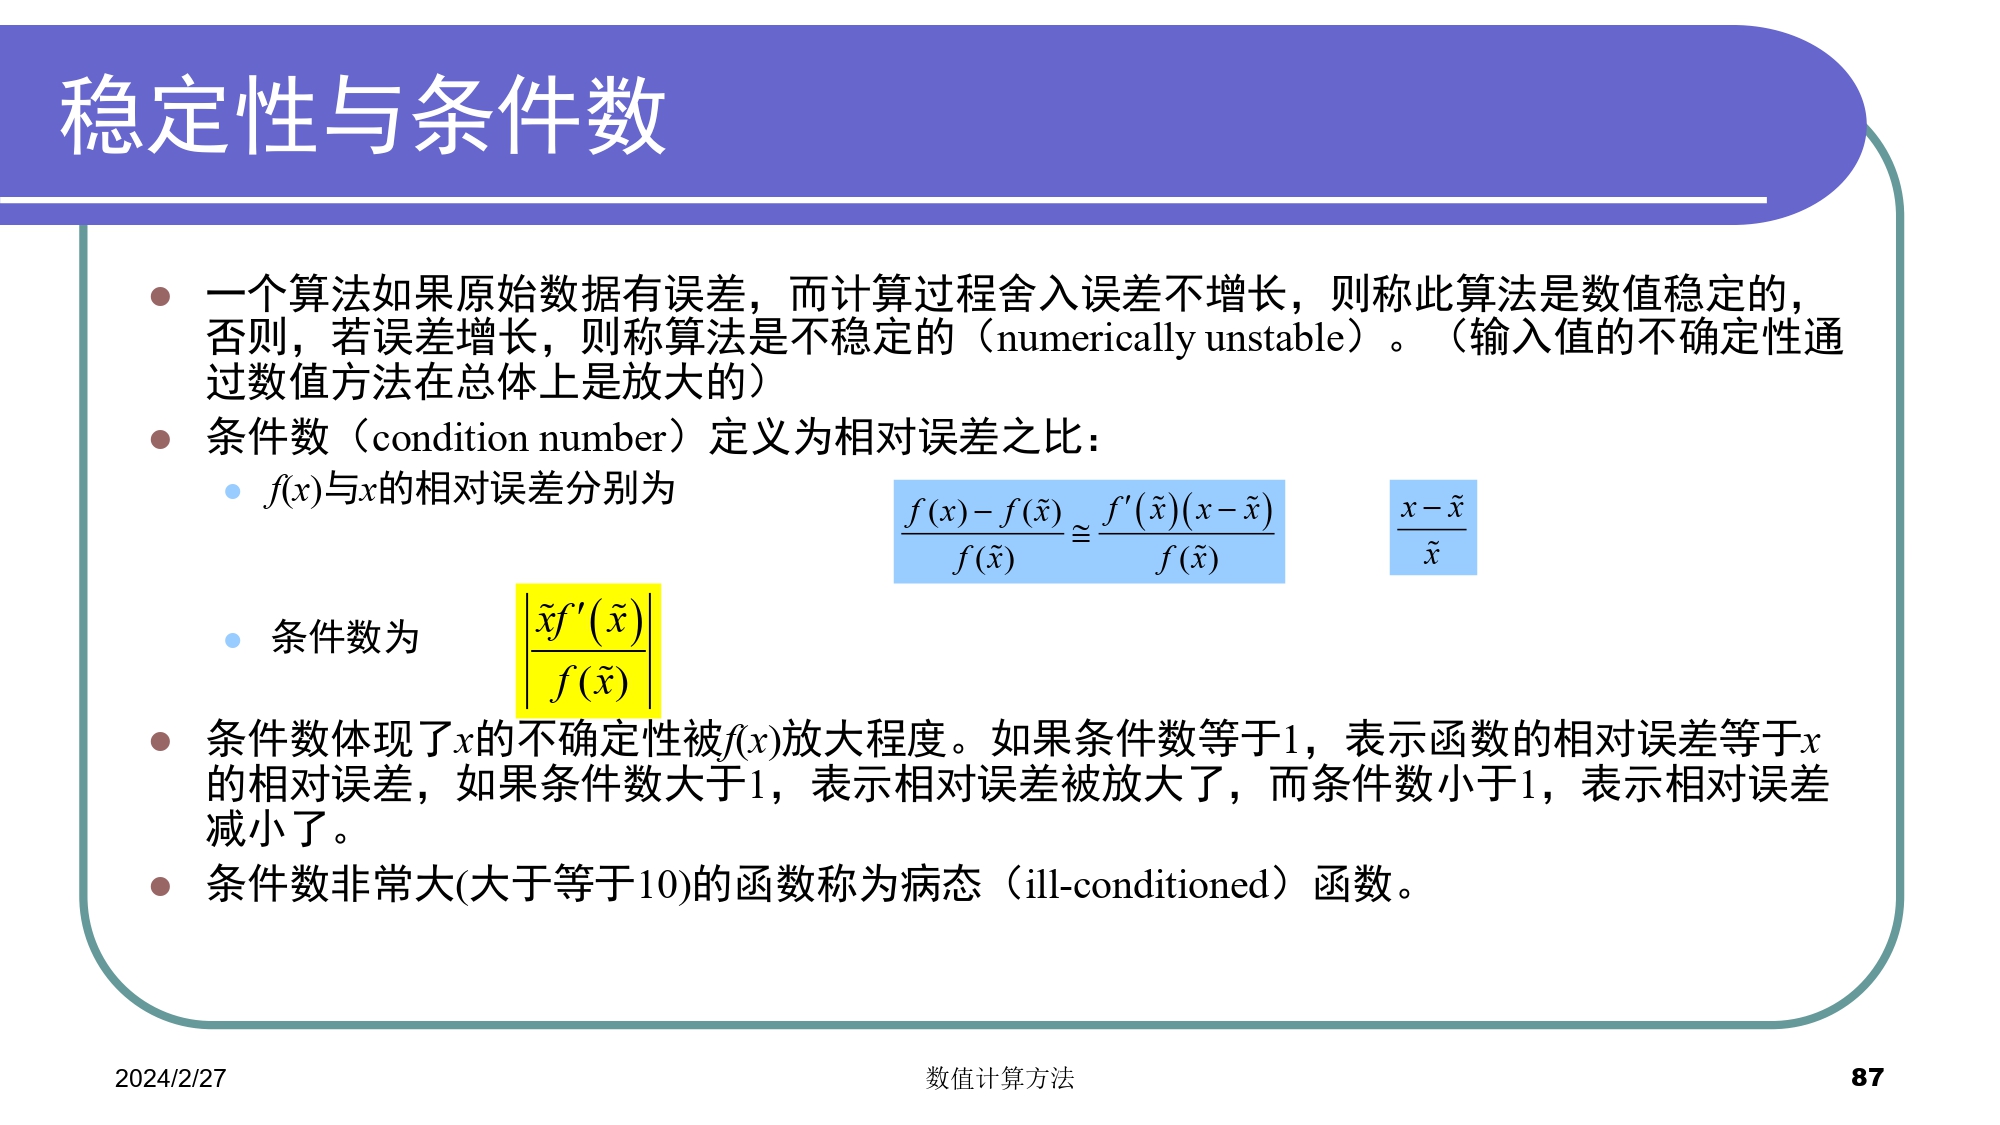 稳定性与条件数
一个算法如果原始数据有误差，而计算过程舍入误差不增长，则称此算法是数值稳定的，
否则，若误差增长，则称算法是不稳定的（numerically unstable）。（输入值的不确定性通
过数值方法在总体上是放大的）
条件数（condition number）定义为相对误差之比：
f(x)与x的相对误差分别为
\frac{f(x)-f(\tilde{x})}{f(\tilde{x})} ≅ \frac{f'(\tilde{x})(x-\tilde{x})}{f(\tilde{x})}
\frac{x-\tilde{x}}{\tilde{x}}
条件数为
\left|\frac{\tilde{x}f'(\tilde{x})}{f(\tilde{x})}\right|
条件数体现了x的不确定性被f(x)放大程度。如果条件数等于1，表示函数的相对误差等于x
的相对误差，如果条件数大于1，表示相对误差被放大了，而条件数小于1，表示相对误差
减小了。
条件数非常大(大于等于10)的函数称为病态（ill-conditioned）函数。
2024/2/27
数值计算方法
87